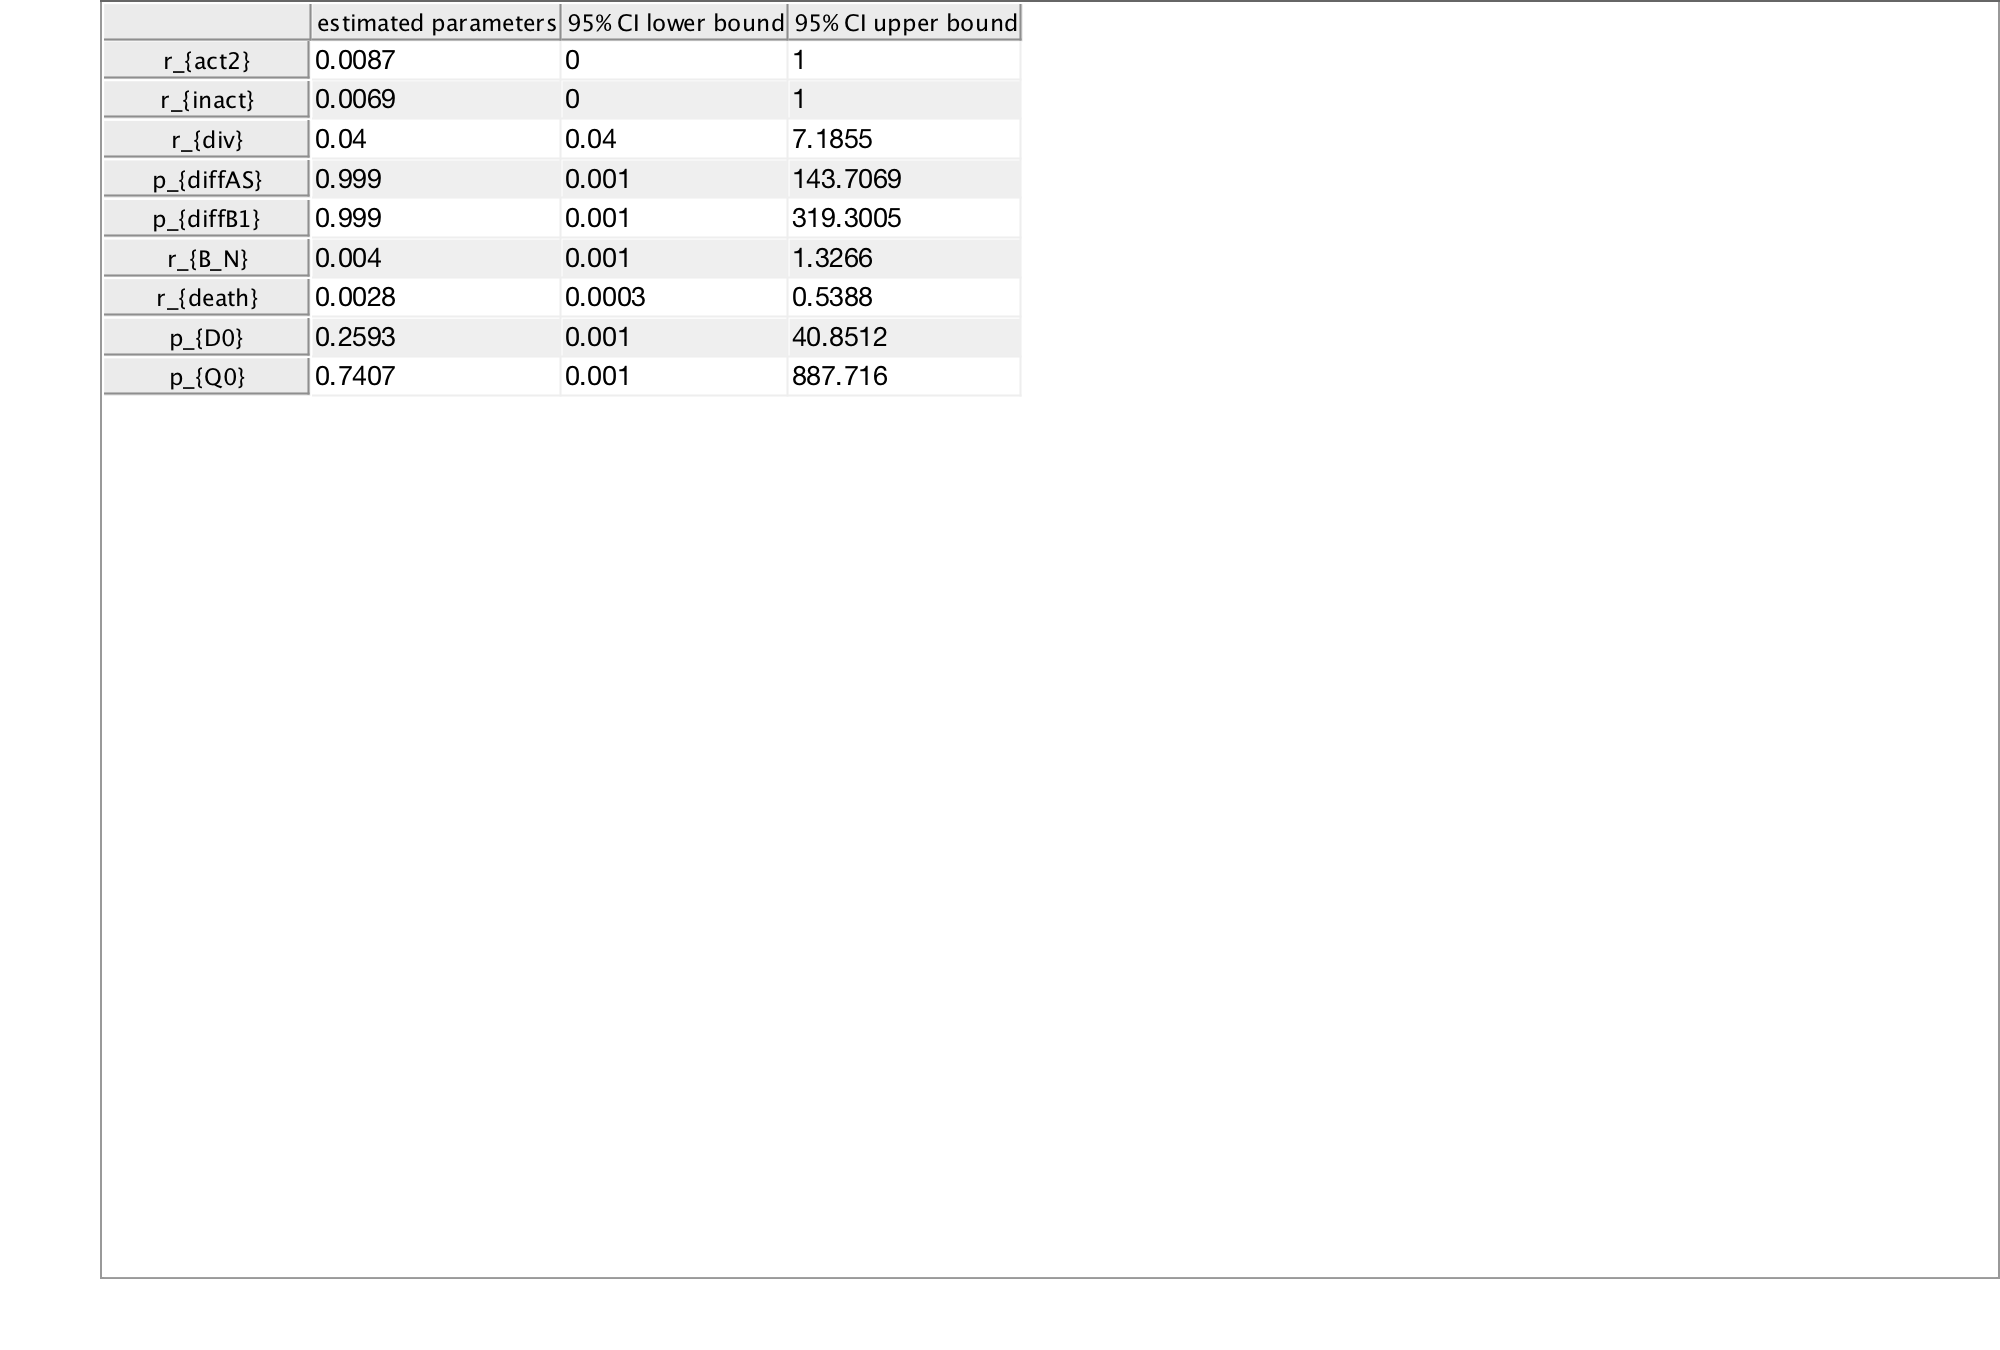 estimated parameters 95% CI lower bound 95% CI upper bound
r_{act2} 0.0087 0 1
r_{inact} 0.0069 0 1
r_{div} 0.04 0.04 7.1855
p_{diffAS} 0.999 0.001 143.7069
p_{diffB1} 0.999 0.001 319.3005
r_{B_N} 0.004 0.001 1.3266
r_{death} 0.0028 0.0003 0.5388
p_{D0} 0.2593 0.001 40.8512
p_{Q0} 0.7407 0.001 887.716